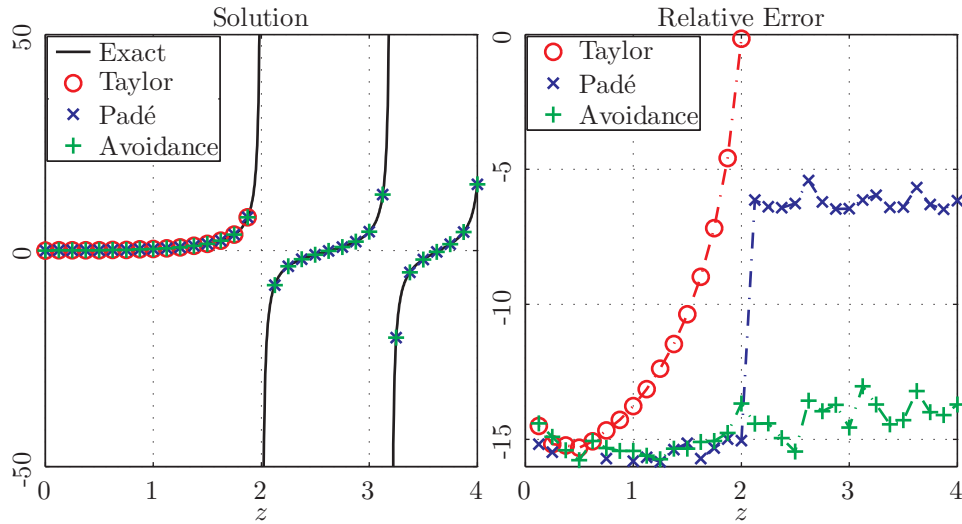 Solution
50
0
-50
Exact
Taylor
Padé
Avoidance
0 1 2 3 4
z
Relative Error
0
-5
-10
-15
Taylor
Padé
Avoidance
0 1 2 3 4
z